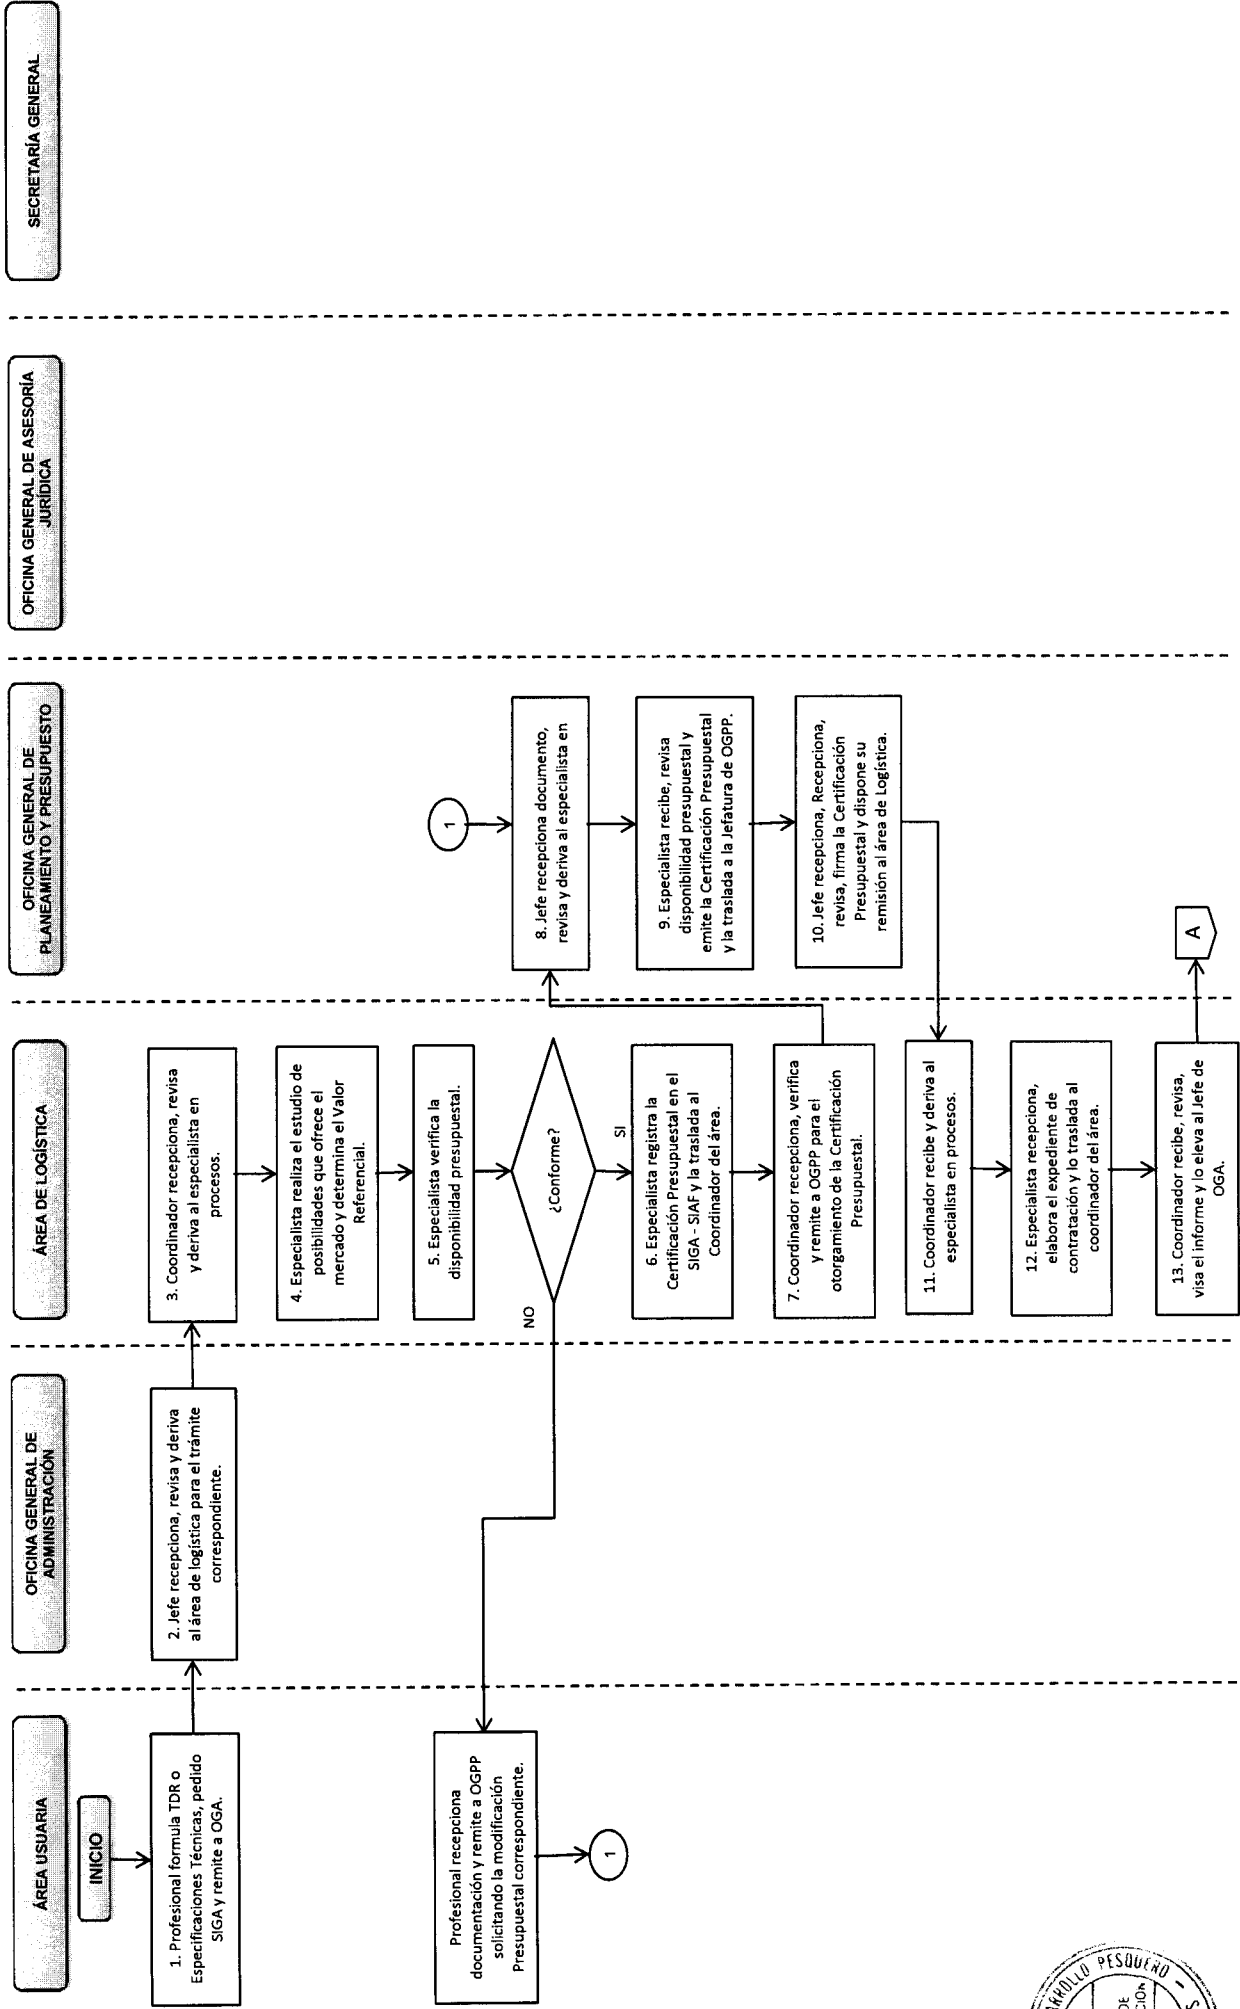 ÁREA USUARIA
OFICINA GENERAL DE
ADMINISTRACIÓN
ÁREA DE LOGÍSTICA
OFICINA GENERAL DE
PLANEAMIENTO Y PRESUPUESTO
OFICINA GENERAL DE ASESORÍA
JURÍDICA
SECRETARÍA GENERAL
INICIO
1. Profesional formula TDR o
Especificaciones Técnicas, pedido
SIGA y remite a OGA.
2. Jefe recepciona, revisa y deriva
al área de logística para el trámite
correspondiente.
3. Coordinador recepciona, revisa
y deriva al especialista en
procesos.
4. Especialista realiza el estudio de
posibilidades que ofrece el
mercado y determina el Valor
Referencial.
5. Especialista verifica la
disponibilidad presupuestal.
¿Conforme?
NO
SI
Profesional recepciona
documentación y remite a OGPP
solicitando la modificación
Presupuestal correspondiente.
1
6. Especialista registra la
Certificación Presupuestal en el
SIGA - SIAF y la traslada al
Coordinador del área.
7. Coordinador recepciona, verifica
y remite a OGPP para el
otorgamiento de la Certificación
Presupuestal.
1
8. Jefe recepciona documento,
revisa y deriva al especialista en
9. Especialista recibe, revisa
disponibilidad presupuestal y
emite la Certificación Presupuestal
y la traslada a la Jefatura de OGPP.
10. Jefe recepciona, Recepciona,
revisa, firma la Certificación
Presupuestal y dispone su
remisión al área de Logística.
11. Coordinador recibe y deriva al
especialista en procesos.
12. Especialista recepciona,
elabora el expediente de
contratación y lo traslada al
coordinador del área.
13. Coordinador recibe, revisa,
visa el informe y lo eleva al Jefe de
OGA.
A
PESQUERO
DE